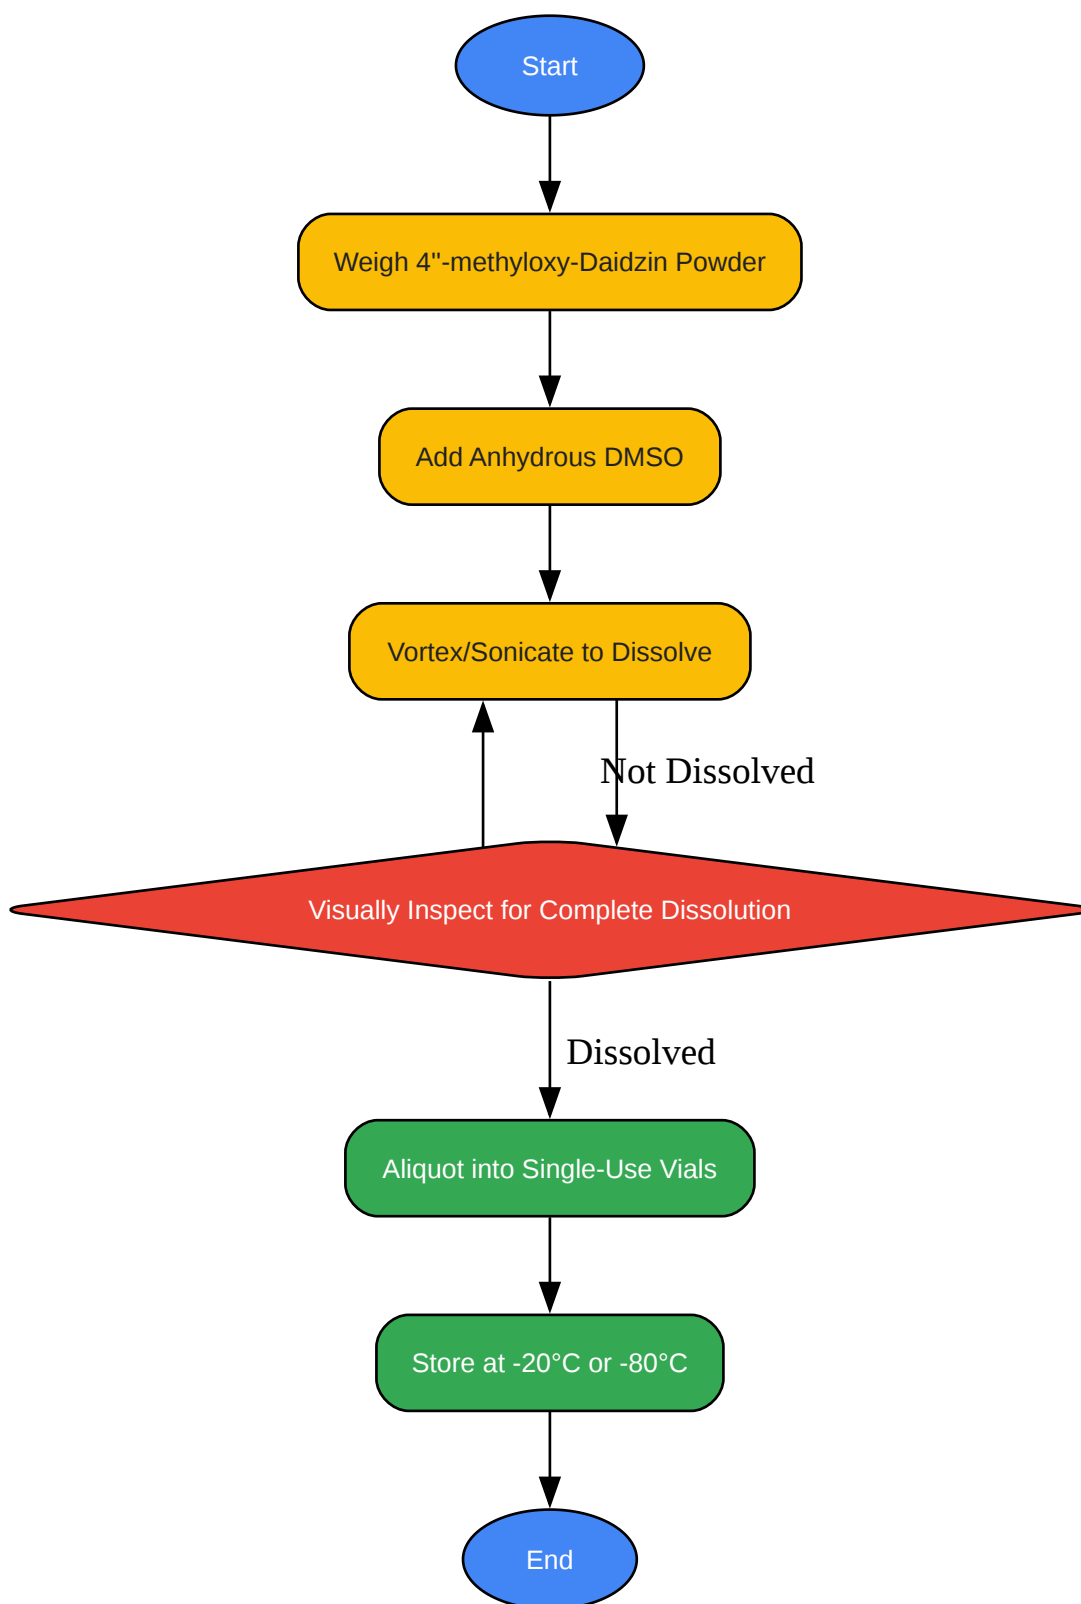 Start
Weigh 4"-methyloxy-Daidzin Powder
Add Anhydrous DMSO
Vortex/Sonicate to Dissolve
Not Dissolved
Visually Inspect for Complete Dissolution
Dissolved
Aliquot into Single-Use Vials
Store at -20°C or -80°C
End